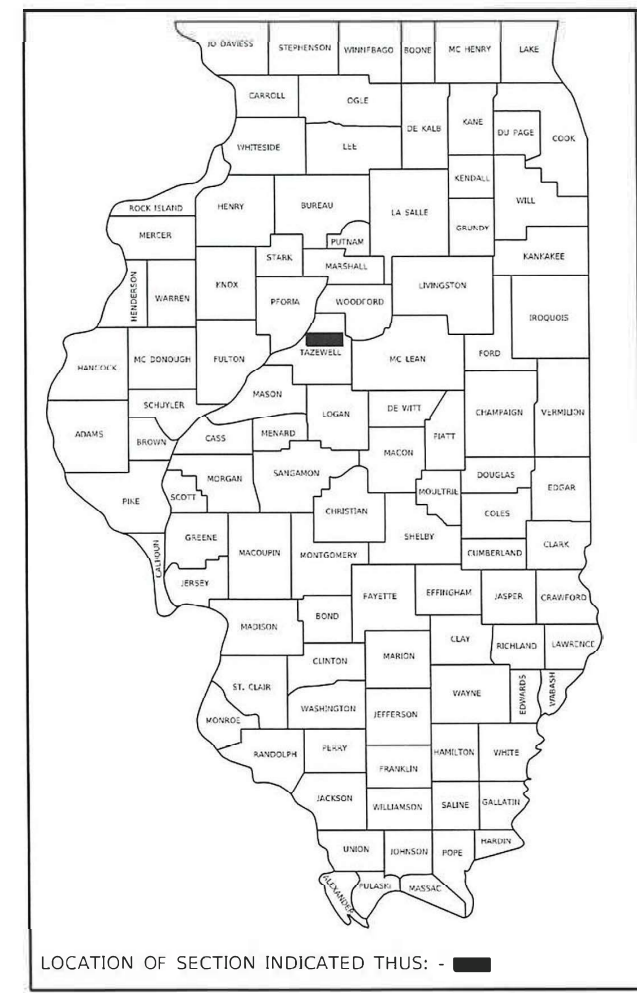 JO DAVIESS STEPHENSON WINNEBAGO BOONE MC HENRY LAKE
CARROLL OGLE DE KALB KANE DU PAGE COOK
WHITESIDE LEE
KENDALL
ROCK ISLAND HENRY BUREAU LA SALLE WILL
MERCER PUTNAM GRUNDY
STARK MARSHALL KANKAKEE
HENDERSON WARREN KNOX PEORIA WOODFORD LIVINGSTON IROQUOIS
HANCOCK MC DONOUGH FULTON TAZEWELL MC LEAN FORD
MASON
SCHUYLER LOGAN DE WITT CHAMPAIGN VERMILION
ADAMS BROWN CASS MENARD PIATT
MACON
PIKE SCOTT MORGAN SANGAMON MOULTRIE DOUGLAS EDGAR
CHRISTIAN COLES
CALHOUN GREENE MACOUPIN MONTGOMERY SHELBY CUMBERLAND CLARK
JERSEY FAYETTE EFFINGHAM JASPER CRAWFORD
MADISON BOND
CLAY RICHLAND LAWRENCE
CLINTON MARION
ST. CLAIR WAYNE EDWARDS WABASH
MONROE WASHINGTON JEFFERSON
RANDOLPH PERRY HAMILTON WHITE
FRANKLIN
JACKSON WILLIAMSON SALINE GALLATIN
UNION JOHNSON POPE HARDIN
ALEXANDER PULASKI MASSAC
LOCATION OF SECTION INDICATED THUS: -